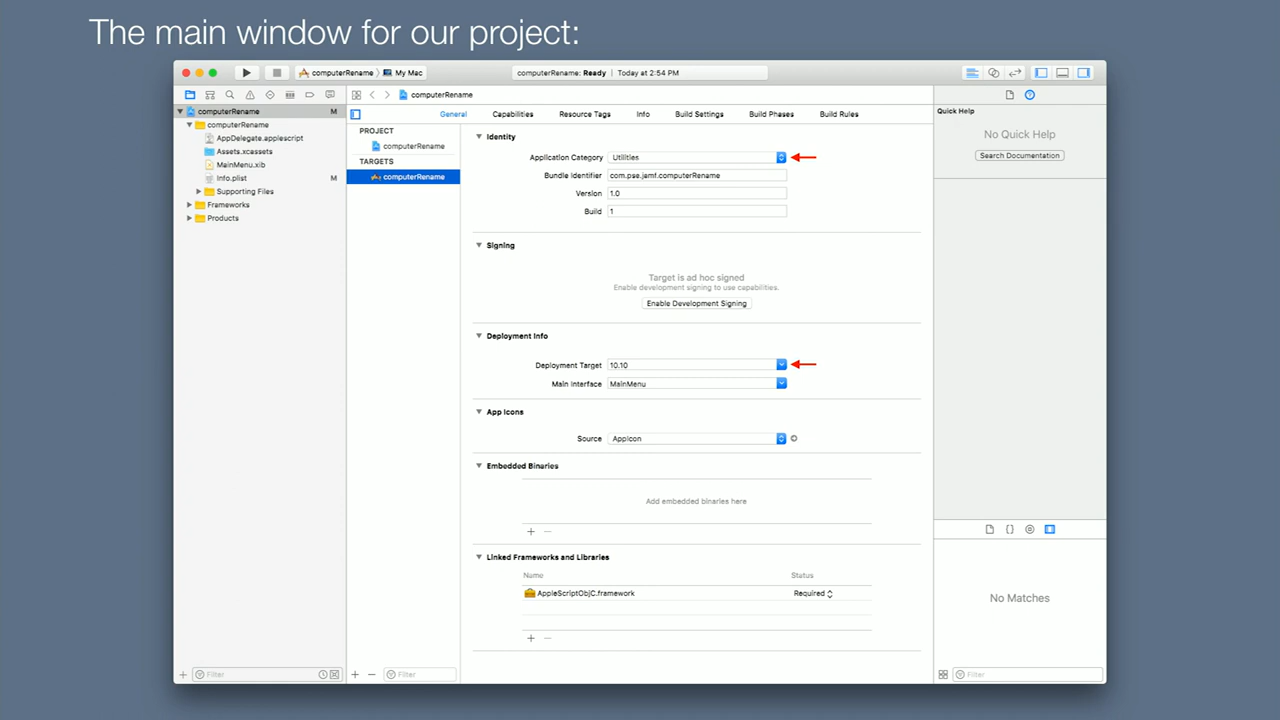 The main window for our project:
computerRename
My Mac
computerRename: Ready
Today at 2:54 PM
computerRename
M
computerRename
AppDelegate.applescript
Assets.xcassets
MainMenu.xib
Info.plist
M
Supporting Files
Frameworks
Products
Filter
computerRename
General
Capabilities
Resource Tags
Info
Build Settings
Build Phases
Build Rules
PROJECT
computerRename
TARGETS
computerRename
Filter
Identity
Application Category
Utilities
Bundle Identifier
com.pse.jamf.computerRename
Version
1.0
Build
1
Signing
Target is ad hoc signed
Enable development signing to use capabilities.
Enable Development Signing
Deployment Info
Deployment Target
10.10
Main Interface
MainMenu
App Icons
Source
AppIcon
Embedded Binaries
Add embedded binaries here
Linked Frameworks and Libraries
Name
Status
AppleScriptObjC.framework
Required
Quick Help
No Quick Help
Search Documentation
No Matches
Filter